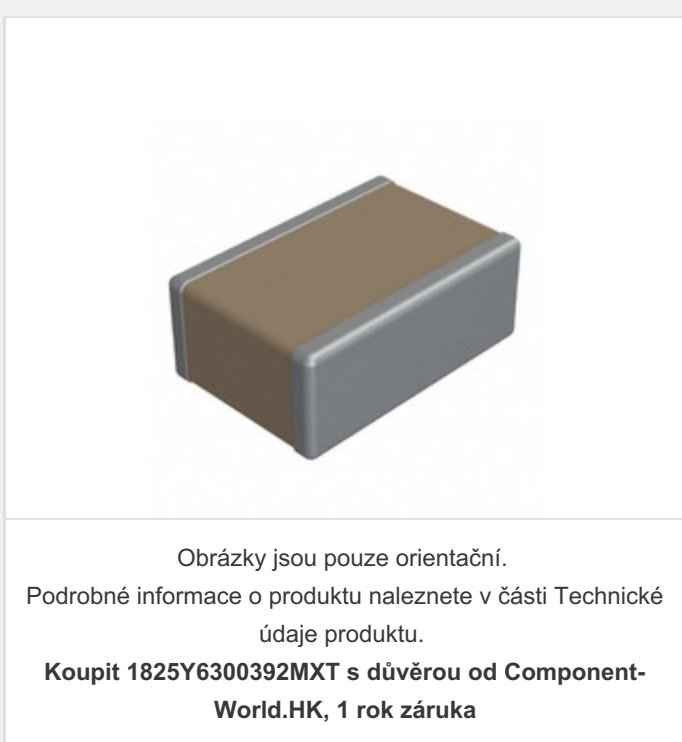 Obrázky jsou pouze orientační.
Podrobné informace o produktu naleznete v části Technické
údaje produktu.
Koupit 1825Y6300392MXT s důvěrou od Component-
World.HK, 1 rok záruka